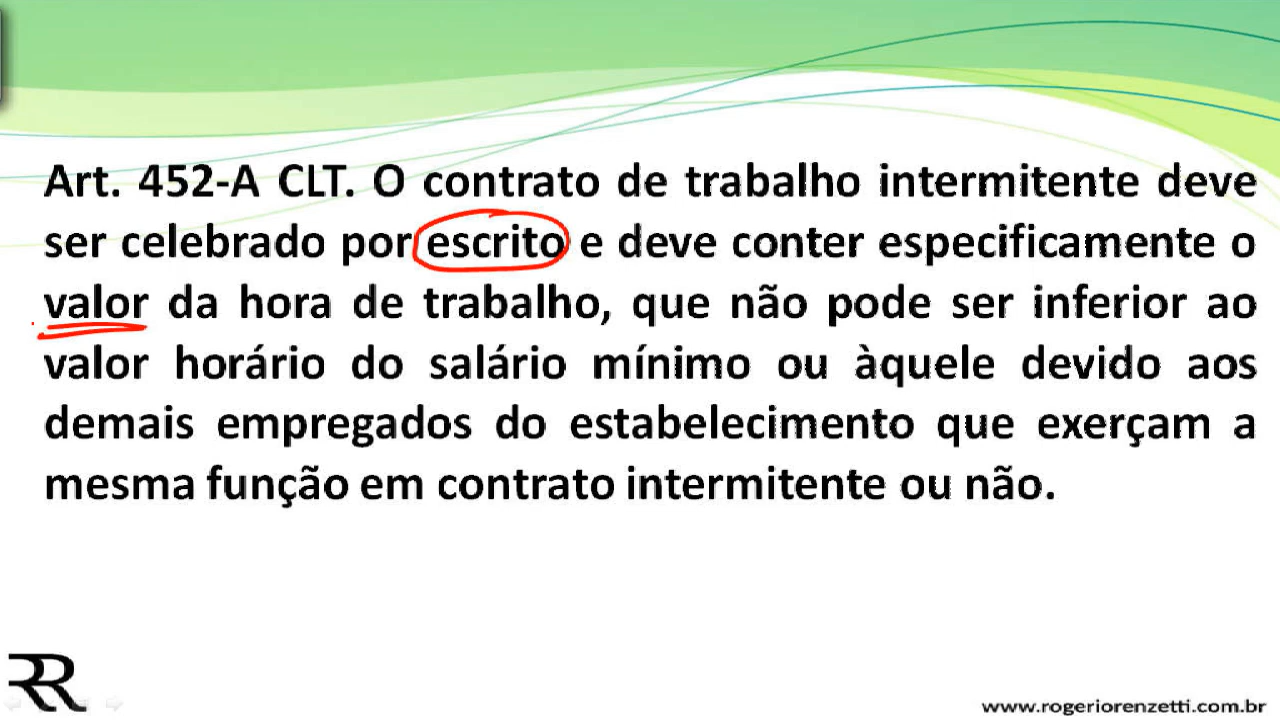 Art. 452-A CLT. O contrato de trabalho intermitente deve
ser celebrado por escrito e deve conter especificamente o
valor da hora de trabalho, que não pode ser inferior ao
valor horário do salário mínimo ou àquele devido aos
demais empregados do estabelecimento que exerçam a
mesma função em contrato intermitente ou não.
RR
www.rogeriorenzetti.com.br